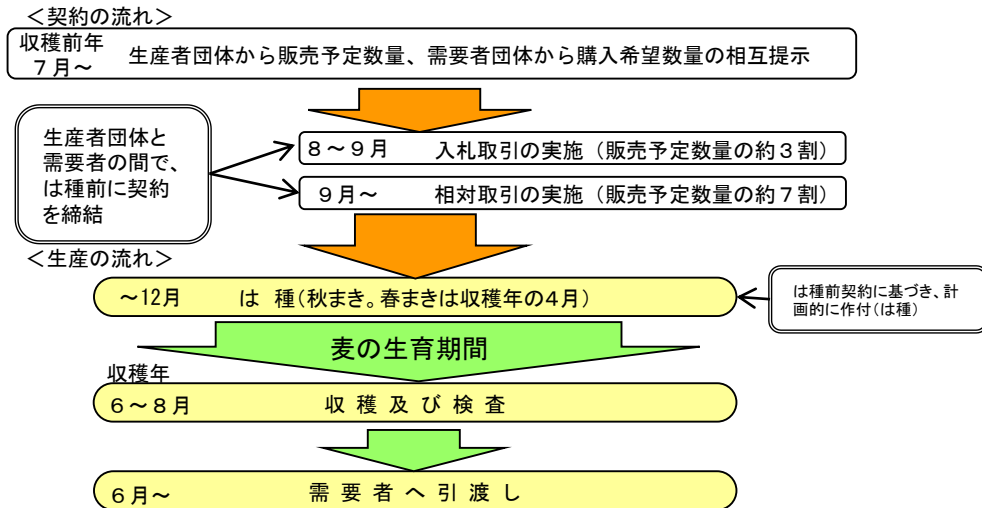 ＜契約の流れ＞
収穫前年
７月～
生産者団体から販売予定数量、需要者団体から購入希望数量の相互提示
生産者団体と
需要者の間で、
は種前に契約
を締結
８～９月　入札取引の実施（販売予定数量の約３割）
９月～　相対取引の実施（販売予定数量の約７割）
＜生産の流れ＞
～12月　は 種（秋まき。春まきは収穫年の４月）
は種前契約に基づき、計
画的に作付（は種）
麦の生育期間
収穫年
６～８月　収 穫 及 び 検 査
６月～　需 要 者 へ 引 渡 し